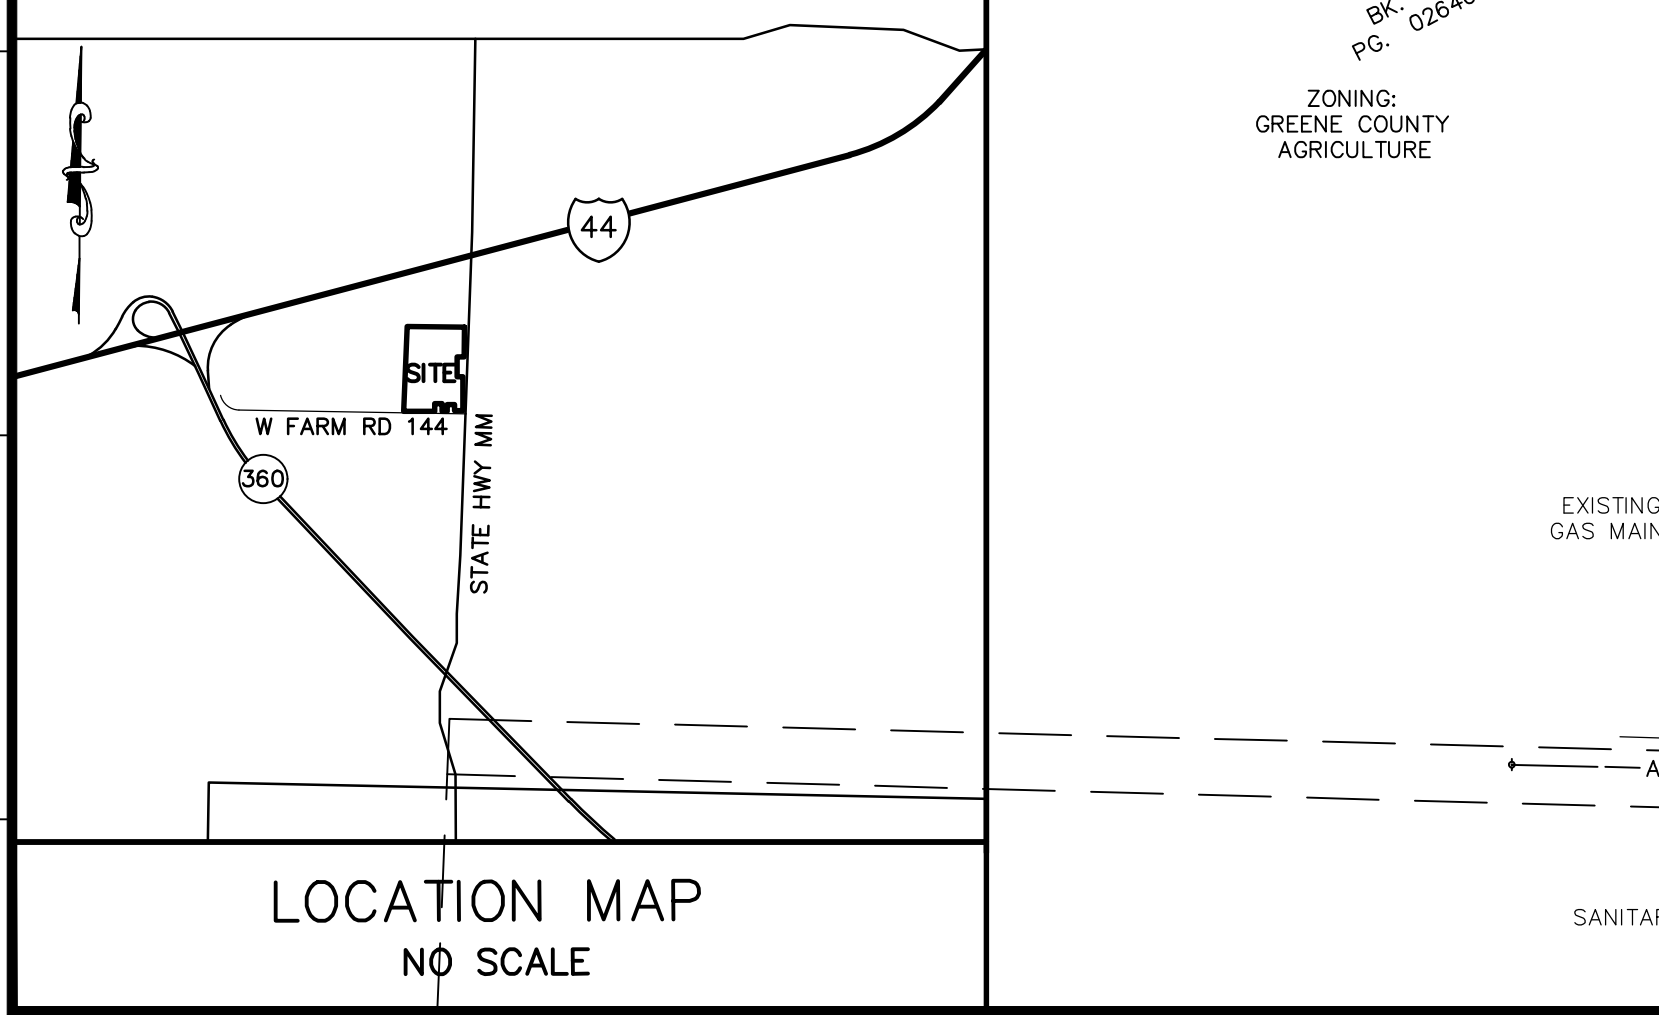 BK.
PG.
ZONING:
GREENE COUNTY
AGRICULTURE
44
SITE
W FARM RD 144
STATE HWY MM
360
EXISTING
GAS MAIN
LOCATION MAP
NO SCALE